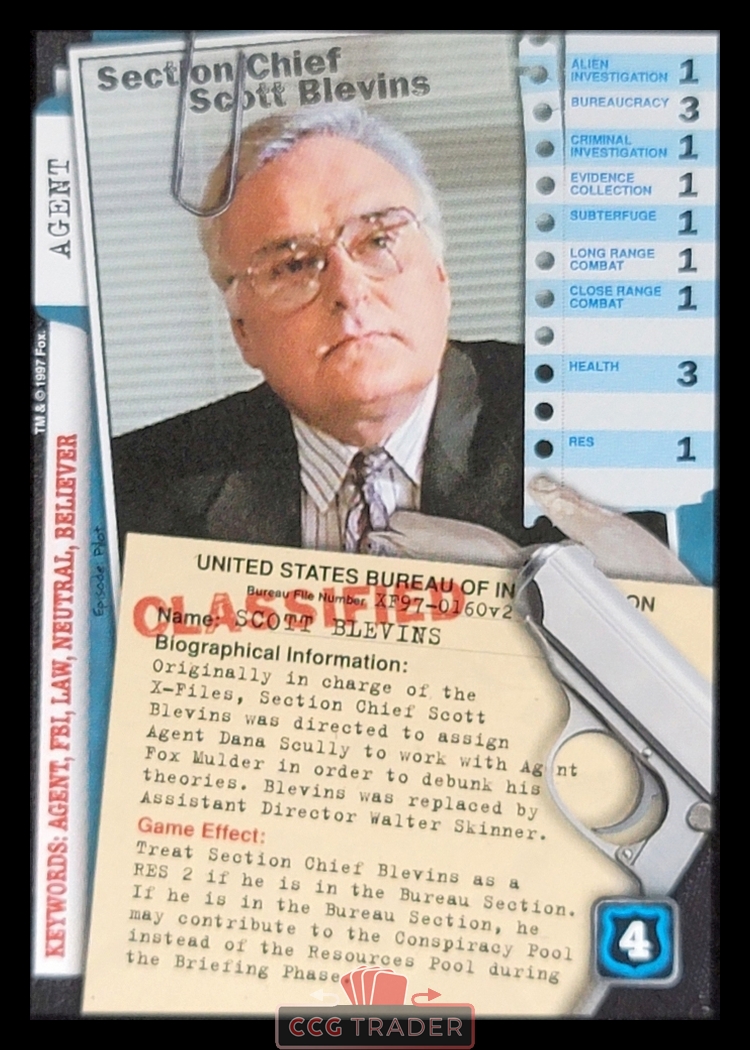 Section Chief
Scott Blevins
ALIEN
INVESTIGATION 1
BUREAUCRACY 3
CRIMINAL
INVESTIGATION 1
EVIDENCE
COLLECTION 1
SUBTERFUGE 1
LONG RANGE
COMBAT 1
CLOSE RANGE
COMBAT 1
HEALTH 3
RES 1
AGENT
TM & © 1997 Fox.
KEYWORDS: AGENT, FBI, LAW, NEUTRAL, BELIEVER
Episode: Pilot
UNITED STATES BUREAU OF IN ON
Bureau File Number XF97-0160v2
CLASSIFIED
Name: SCOTT BLEVINS
Biographical Information:
Originally in charge of the
X-Files, Section Chief Scott
Blevins was directed to assign
Agent Dana Scully to work with Ag nt
Fox Mulder in order to debunk his
theories. Blevins was replaced by
Assistant Director Walter Skinner.
Game Effect:
Treat Section Chief Blevins as a
RES 2 if he is in the Bureau Section.
If he is in the Bureau Section, he
may contribute to the Conspiracy Pool
instead of the Resources Pool during
the Briefing Phase.
4
CCG TRADER